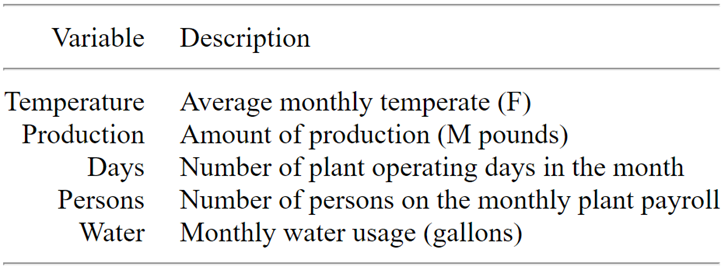 Variable Description
Temperature Average monthly temperate (F)
Production Amount of production (M pounds)
Days Number of plant operating days in the month
Persons Number of persons on the monthly plant payroll
Water Monthly water usage (gallons)